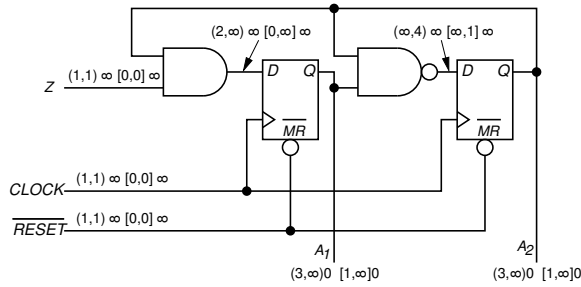 (2,∞) ∞ [0,∞] ∞
(∞,4) ∞ [∞,1] ∞
Z
(1,1) ∞ [0,0] ∞
D
Q
MR
D
Q
MR
CLOCK
(1,1) ∞ [0,0] ∞
RESET
(1,1) ∞ [0,0] ∞
A1
A2
(3,∞)0 [1,∞]0
(3,∞)0 [1,∞]0